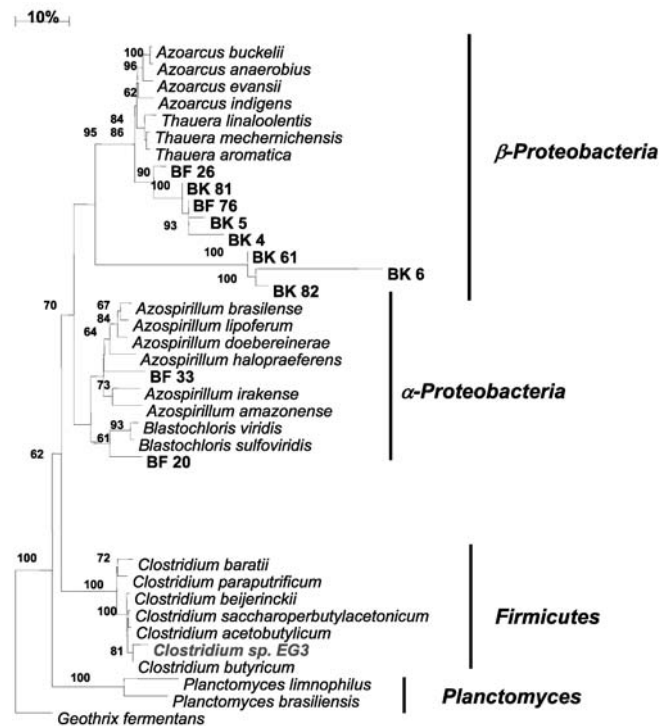 10%
100 Azoarcus buckelii
96 Azoarcus anaerobius
Azoarcus evansii
62 Azoarcus indigens
84 Thauera linaloolentis
95 86 Thauera mechernichensis
Thauera aromatica
90 BF 26
100 BK 81
BF 76
93 BK 5
BK 4
100 BK 61
100 BK 6
BK 82
β-Proteobacteria
70
67 Azospirillum brasilense
84 Azospirillum lipoferum
64 Azospirillum doebereinerae
Azospirillum halopraeferens
BF 33
73 Azospirillum irakense
Azospirillum amazonense
93 Blastochloris viridis
61 Blastochloris sulfoviridis
BF 20
α-Proteobacteria
62
100
72 Clostridium baratii
100 Clostridium paraputrificum
Clostridium beijerinckii
100 Clostridium saccharoperbutylacetonicum
Clostridium acetobutylicum
Clostridium sp. EG3
81 Clostridium butyricum
Firmicutes
100 Planctomyces limnophilus
Planctomyces brasiliensis
Planctomyces
Geothrix fermentans